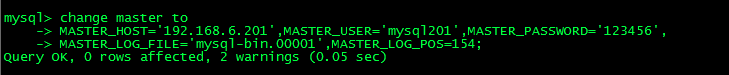 mysql> change master to
    -> MASTER_HOST='192.168.6.201',MASTER_USER='mysql201',MASTER_PASSWORD='123456',
    -> MASTER_LOG_FILE='mysql-bin.00001',MASTER_LOG_POS=154;
Query OK, 0 rows affected, 2 warnings (0.05 sec)